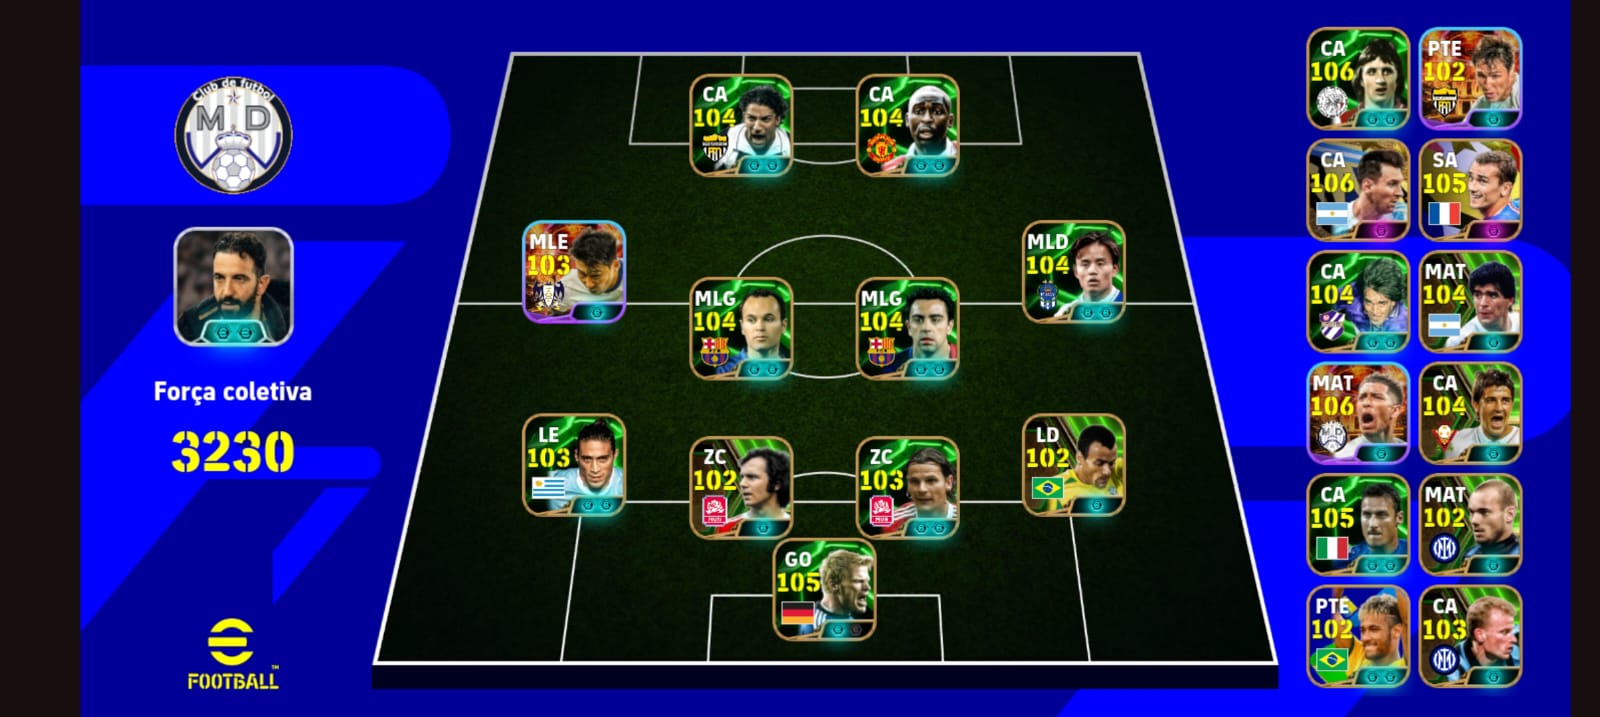 Club de futbol
M D
Força coletiva
3230
FOOTBALL
TM
CA
104
CA
104
MLE
103
MLD
104
MLG
104
MLG
104
LE
103
ZC
102
ZC
103
LD
102
GO
105
CA
106
PTE
102
CA
106
SA
105
CA
104
MAT
104
MAT
106
CA
104
CA
105
MAT
102
PTE
102
CA
103